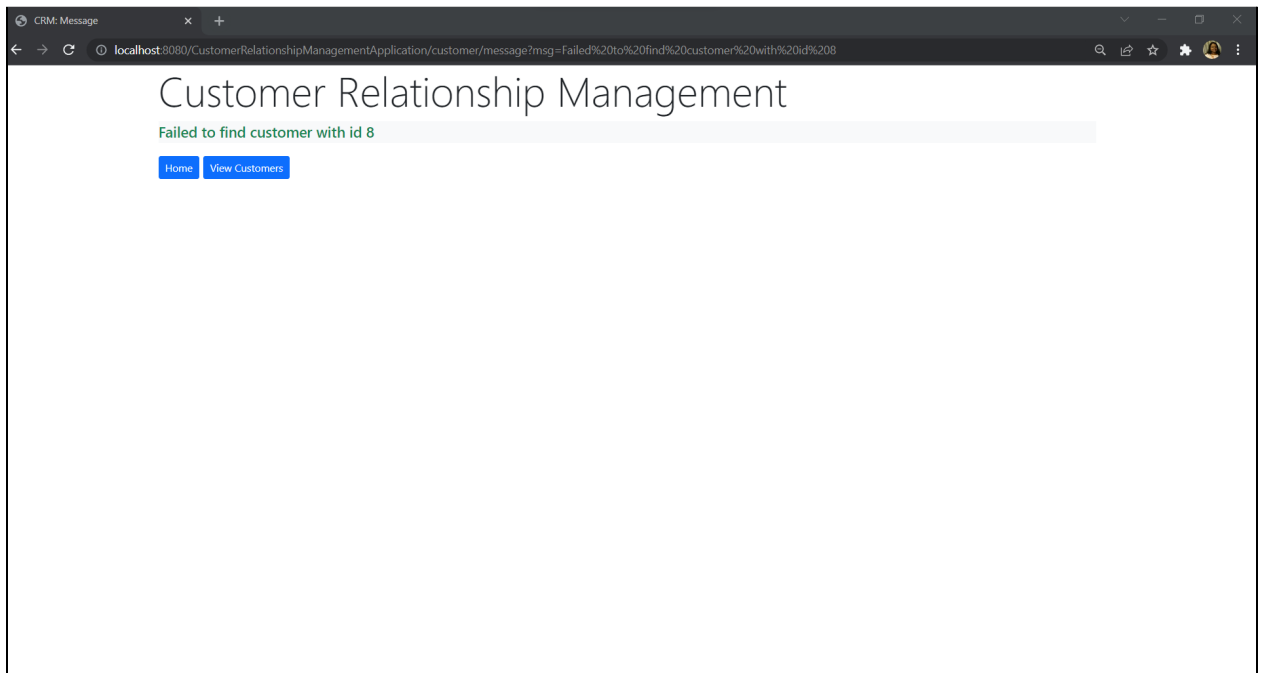 CRM: Message
localhost:8080/CustomerRelationshipManagementApplication/customer/message?msg=Failed%20to%20find%20customer%20with%20id%208
Customer Relationship Management
Failed to find customer with id 8
Home View Customers